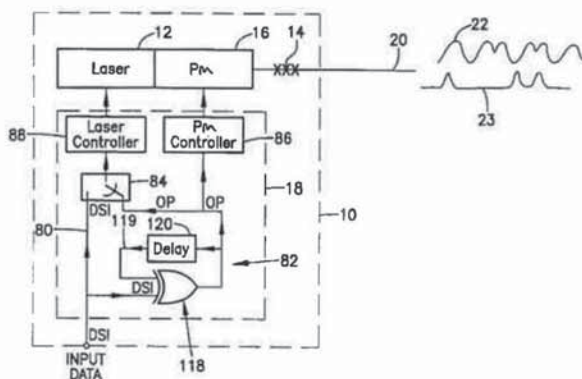 12
16
14
22
Laser
Pm
XXX
20
23
88
Laser Controller
Pm Controller
86
84
18
DSI
119
OP
OP
10
80
120
Delay
82
DSI
118
DSI
INPUT DATA